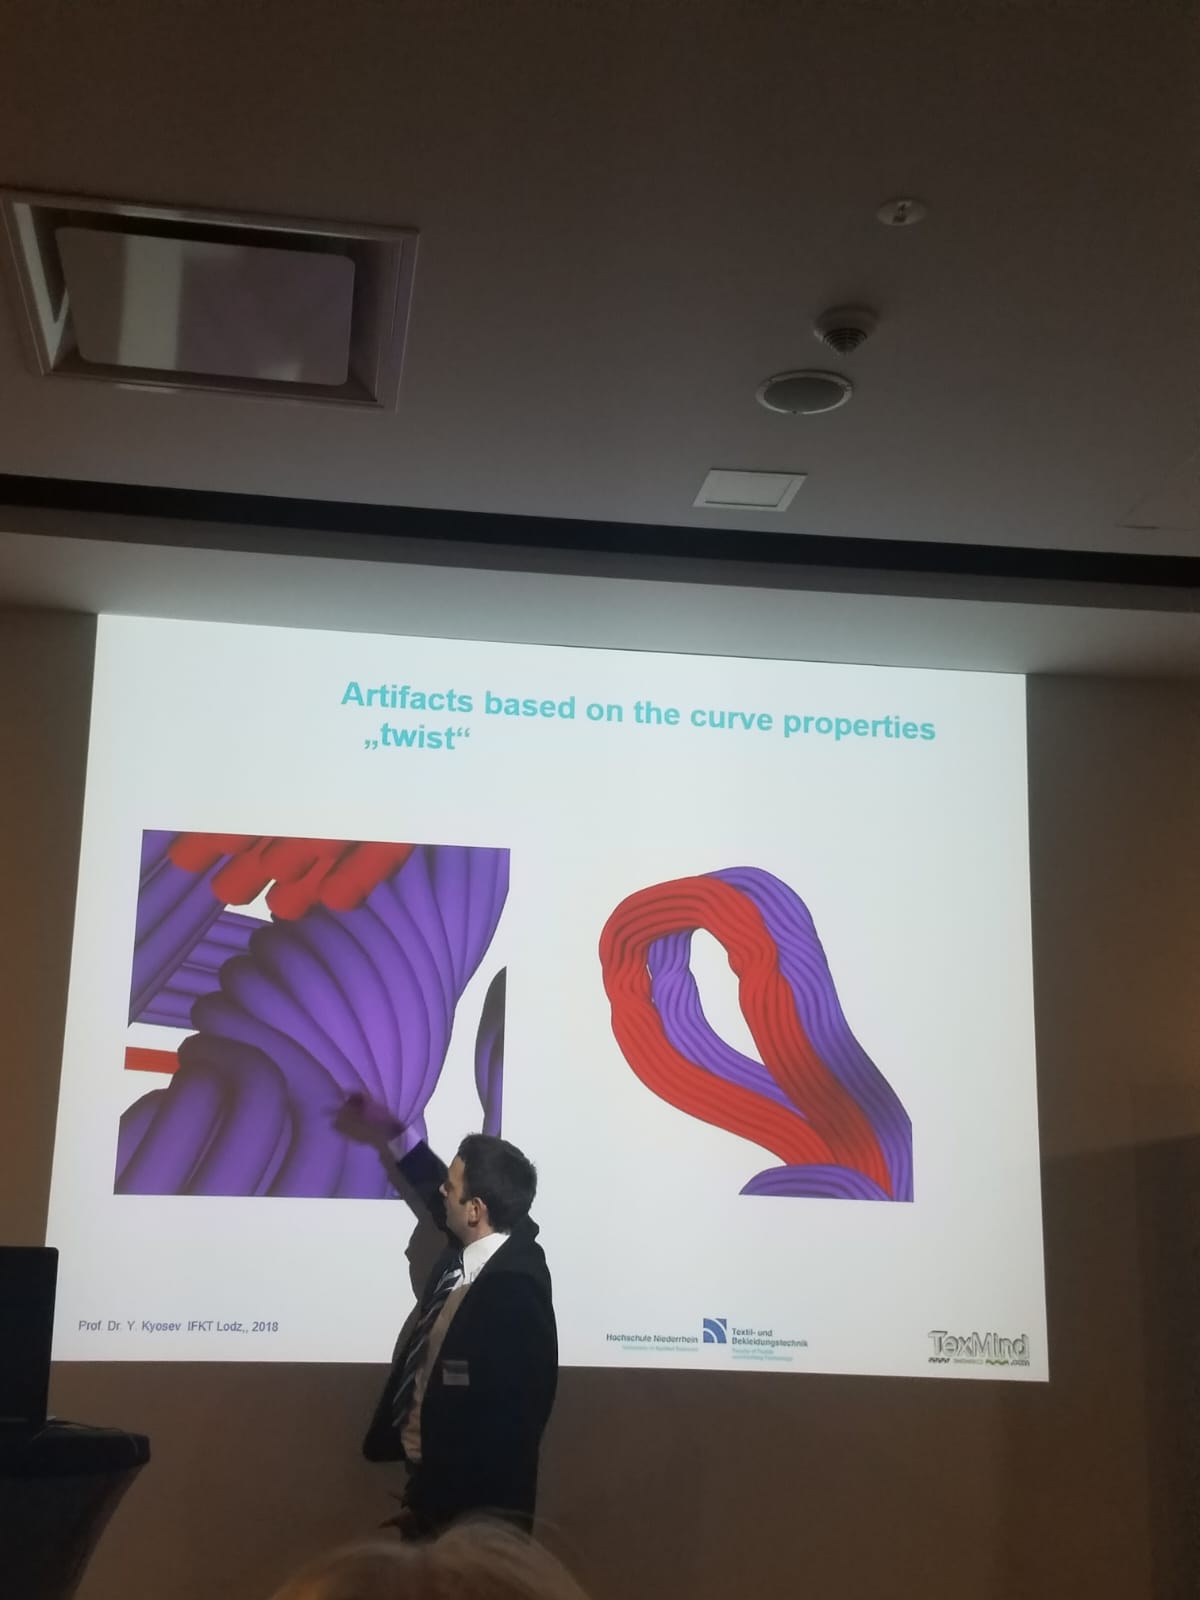 Artifacts based on the curve properties
„twist“
Prof. Dr. Y. Kyosev IFKT Lodz,, 2018
Hochschule Niederrhein
Textil- und
Bekleidungstechnik
TexMind
.com